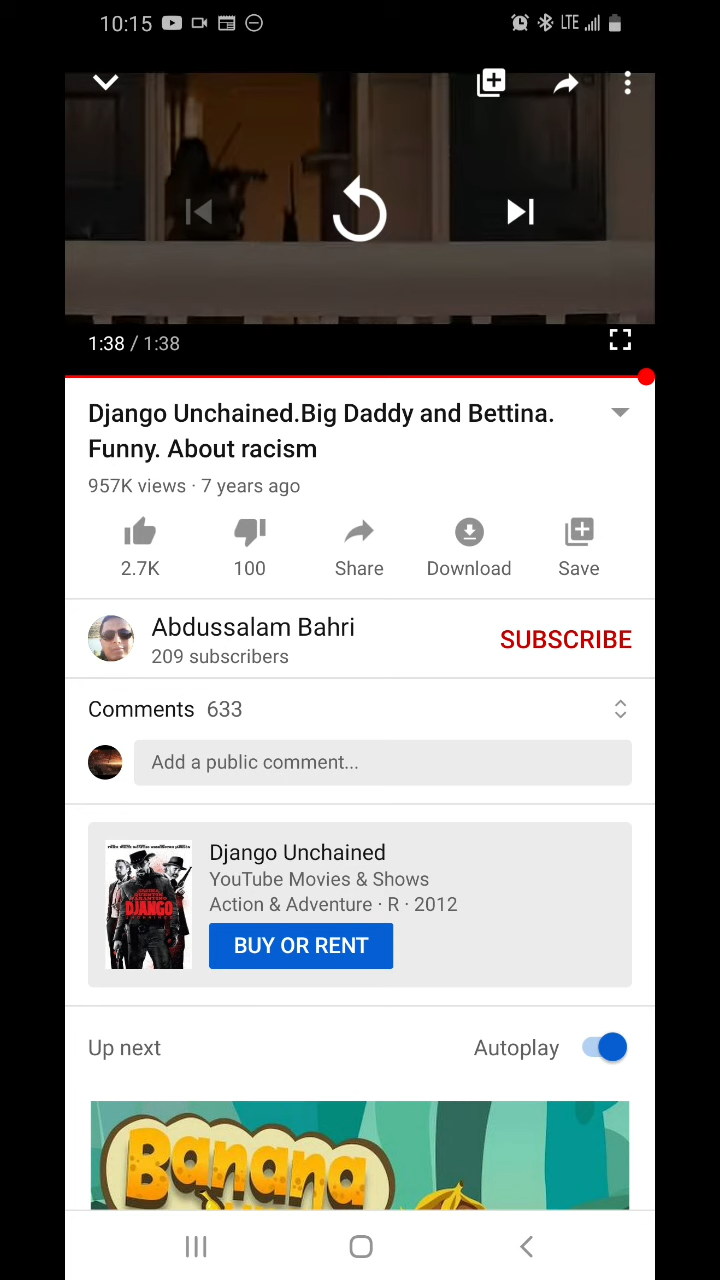 10:15 LTE
1:38 / 1:38
Django Unchained.Big Daddy and Bettina.
Funny. About racism
957K views · 7 years ago
2.7K 100 Share Download Save
Abdussalam Bahri
209 subscribers
SUBSCRIBE
Comments 633
Add a public comment...
DJANGO
Django Unchained
YouTube Movies & Shows
Action & Adventure · R · 2012
BUY OR RENT
Up next Autoplay
Banana